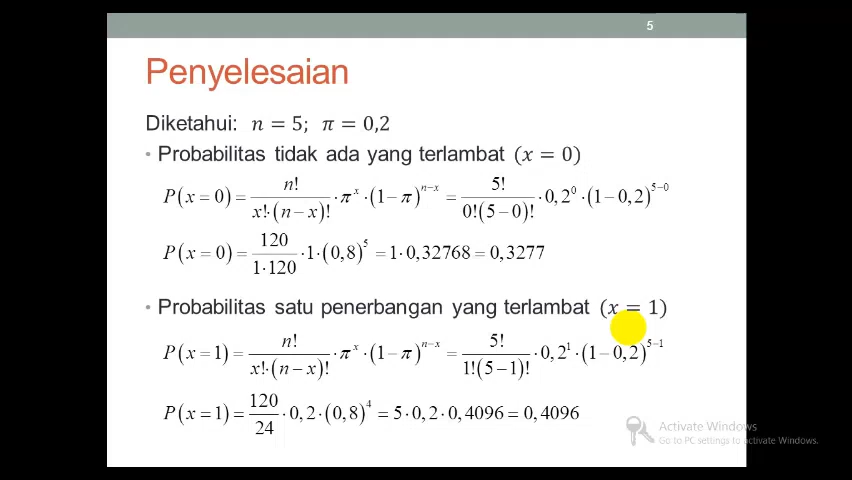 5
Penyelesaian
Diketahui: n = 5; π = 0,2
• Probabilitas tidak ada yang terlambat (x = 0)
P(x = 0) = n! / x!·(n − x)! · π^x · (1 − π)^(n−x) = 5! / 0!(5 − 0)! · 0,2^0 · (1 − 0,2)^(5−0)
P(x = 0) = 120 / 1·120 · 1 · (0,8)^5 = 1 · 0,32768 = 0,3277
• Probabilitas satu penerbangan yang terlambat (x = 1)
P(x = 1) = n! / x!·(n − x)! · π^x · (1 − π)^(n−x) = 5! / 1!(5 − 1)! · 0,2^1 · (1 − 0,2)^(5−1)
P(x = 1) = 120 / 24 · 0,2 · (0,8)^4 = 5 · 0,2 · 0,4096 = 0,4096
Activate Windows
Go to PC settings to activate Windows.